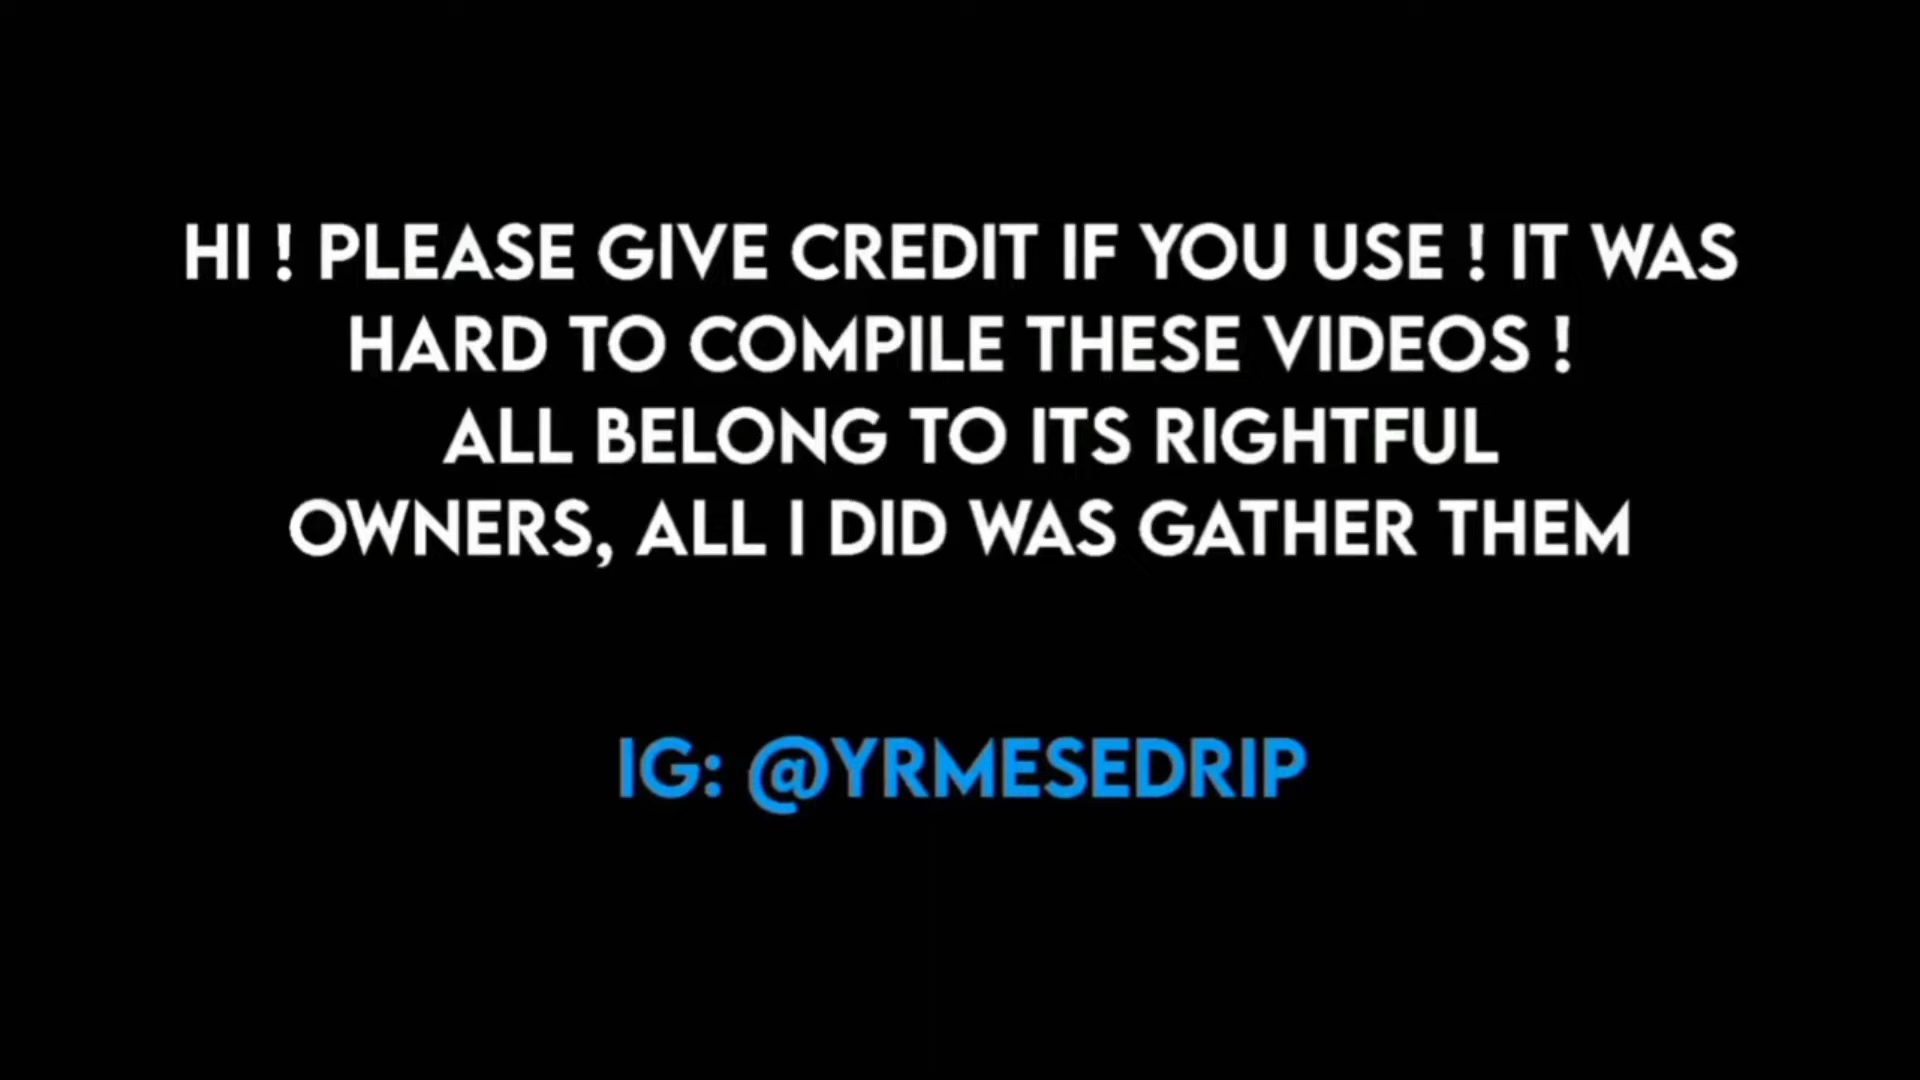 HI ! PLEASE GIVE CREDIT IF YOU USE ! IT WAS
HARD TO COMPILE THESE VIDEOS !
ALL BELONG TO ITS RIGHTFUL
OWNERS, ALL I DID WAS GATHER THEM
IG: @YRMESEDRIP